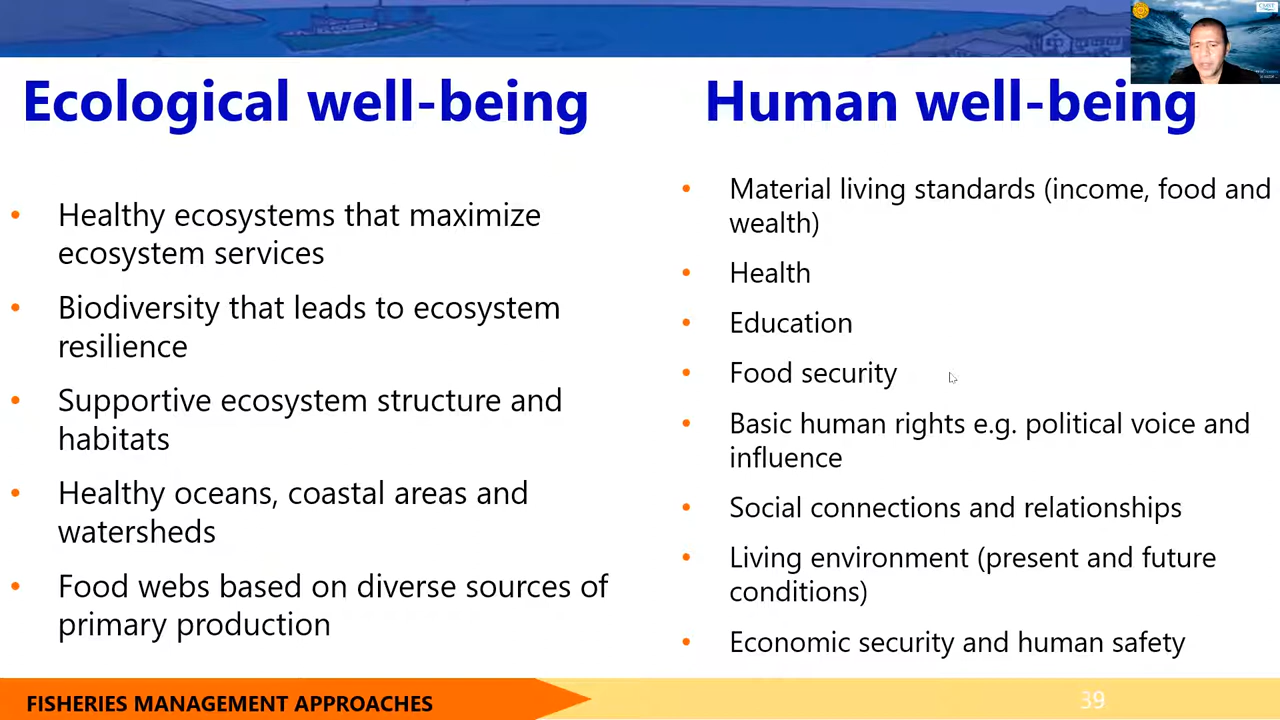 Ecological well-being
• Healthy ecosystems that maximize
ecosystem services
• Biodiversity that leads to ecosystem
resilience
• Supportive ecosystem structure and
habitats
• Healthy oceans, coastal areas and
watersheds
• Food webs based on diverse sources of
primary production
Human well-being
• Material living standards (income, food and
wealth)
• Health
• Education
• Food security
• Basic human rights e.g. political voice and
influence
• Social connections and relationships
• Living environment (present and future
conditions)
• Economic security and human safety
FISHERIES MANAGEMENT APPROACHES
39